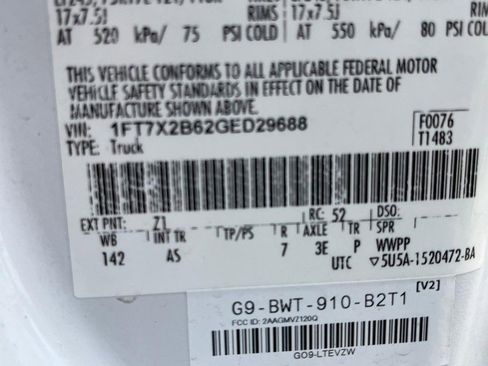 17x7.5J RIMS 17x7.5J RIMS
AT 520 kPa/ 75 PSI COLD AT 550 kPa/ 80 PSI COLD
THIS VEHICLE CONFORMS TO ALL APPLICABLE FEDERAL MOTOR
VEHICLE SAFETY STANDARDS IN EFFECT ON THE DATE OF
MANUFACTURE SHOWN ABOVE.
VIN: 1FT7X2B62GED29688 F0076
TYPE: Truck T1483
EXT PNT: Z1 RC: 52 DSO:
WB INT TR TP/PS R AXLE TR SPR
142 AS 7 3E P WWPP
UTC ▽5U5A-1520472-BA
[V2]
G9-BWT-910-B2T1
FCC ID: 2AAGMVZ120Q
GO9-LTEVZW